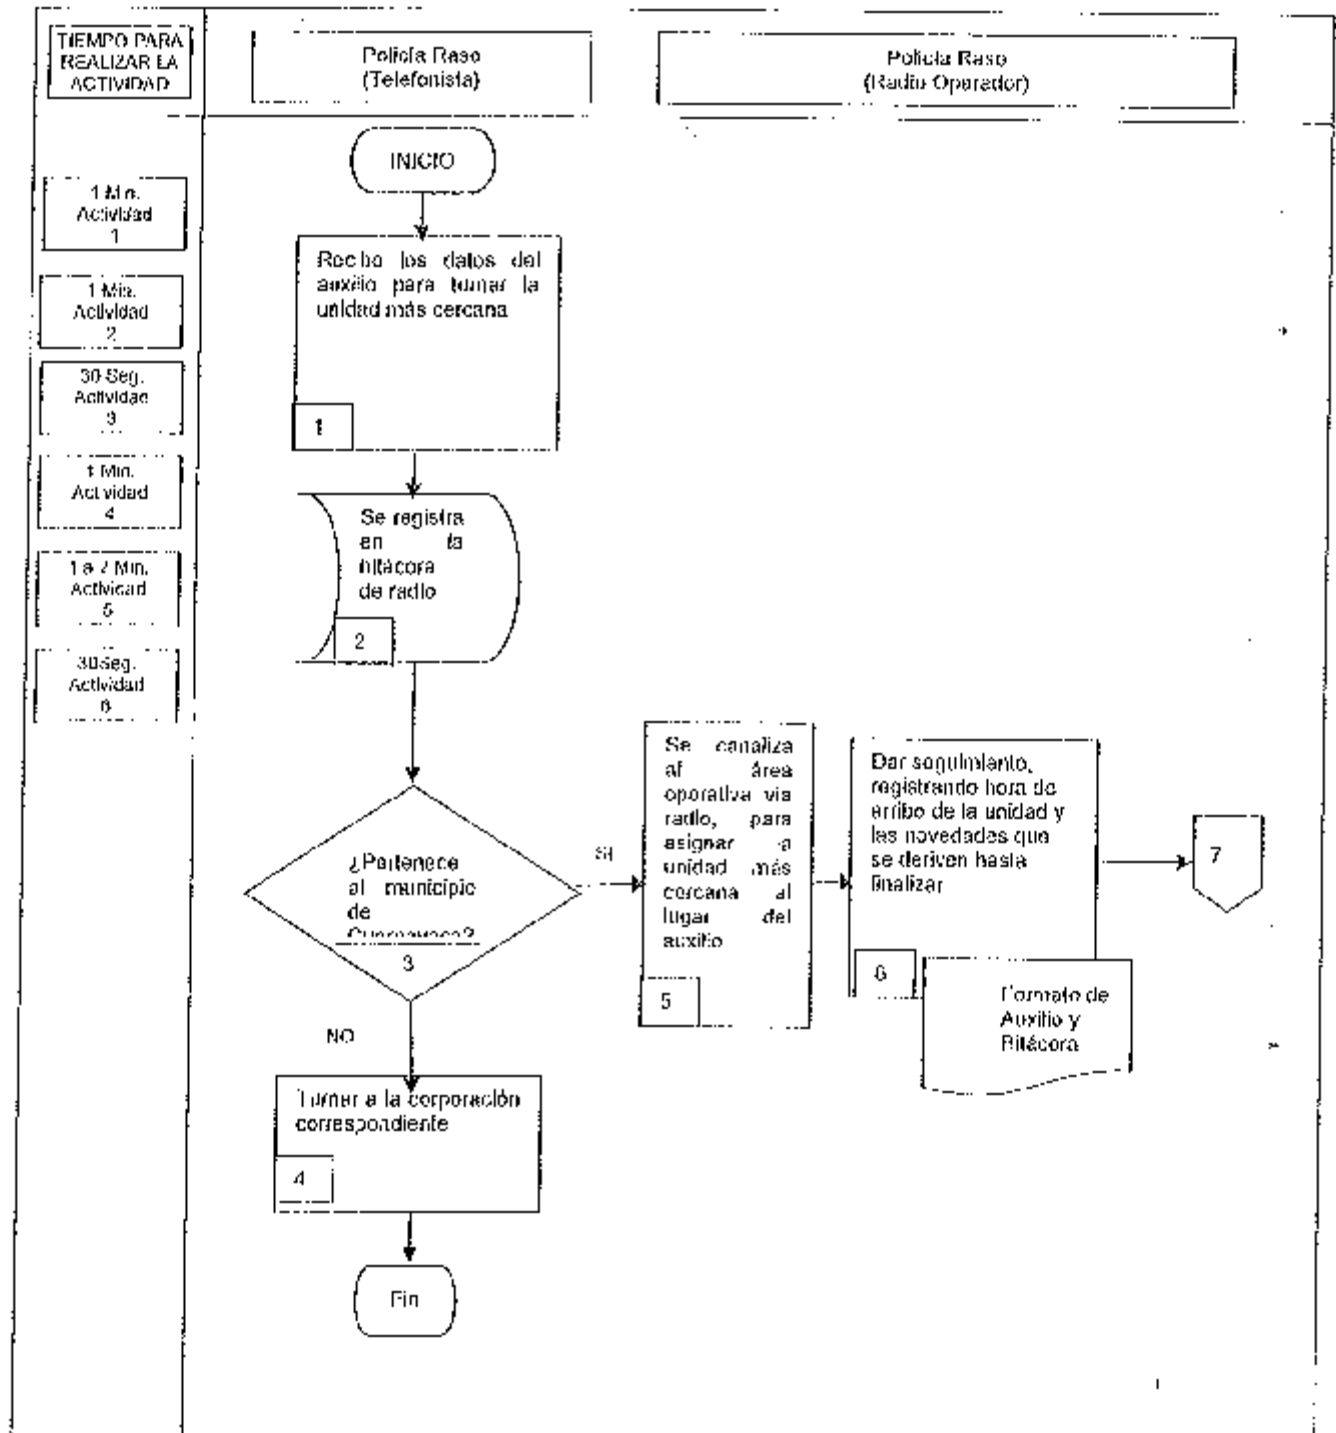 TIEMPO PARA
REALIZAR LA
ACTIVIDAD
Policía Raso
(Telefonista)
Policía Raso
(Radio Operador)
INICIO
1 Min.
Actividad
1
1 Min.
Actividad
2
30 Seg.
Actividad
3
1 Min.
Actividad
4
1 a 2 Min.
Actividad
5
30 Seg.
Actividad
6
Recibe los datos del
auxilio para turnar la
unidad más cercana
1
Se registra
en la
bitácora
de radio
2
¿Pertenece
al municipio
de
Cuernavaca?
3
SI
NO
Turnar a la corporación
correspondiente
4
Fin
Se canaliza
al área
operativa vía
radio, para
asignar la
unidad más
cercana al
lugar del
auxilio
5
Dar seguimiento,
registrando hora de
arribo de la unidad y
las novedades que
se deriven hasta
finalizar
6
Formato de
Auxilio y
Bitácora
7